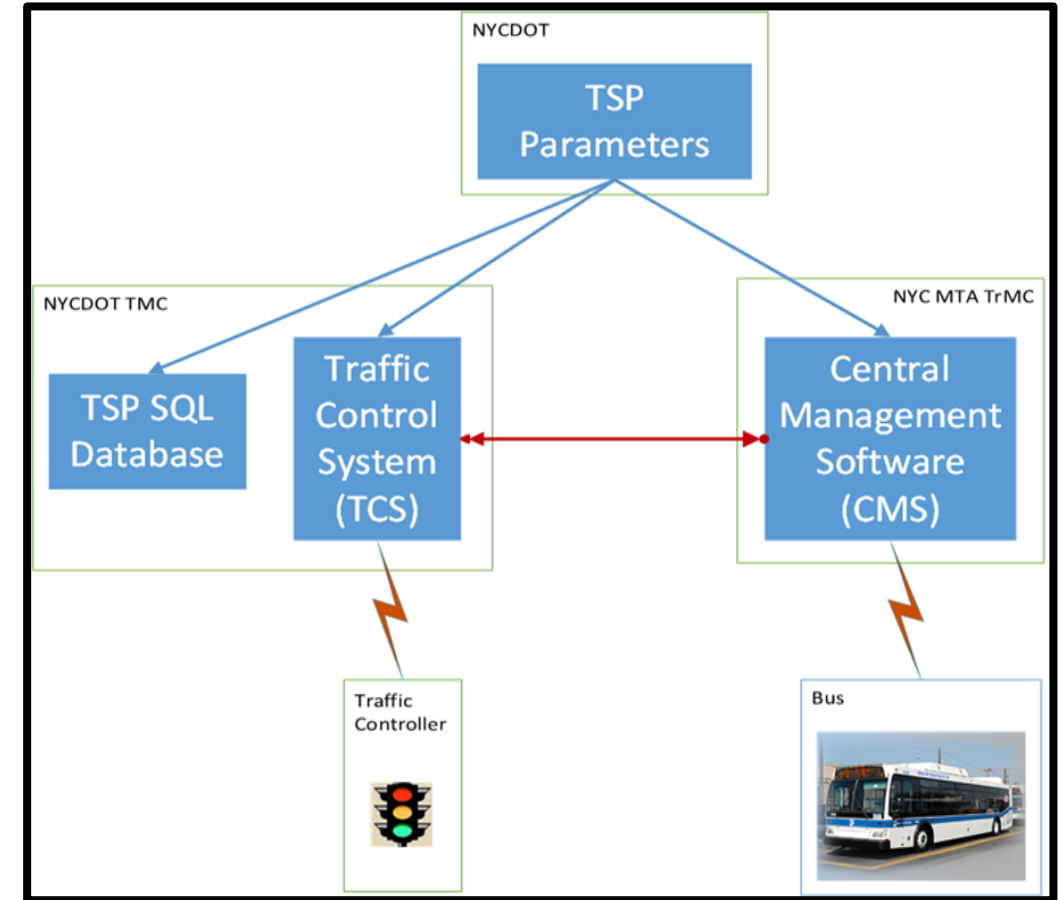 NYCDOT
TSP
Parameters
NYCDOT TMC
TSP SQL
Database
Traffic
Control
System
(TCS)
NYC MTA TrMC
Central
Management
Software
(CMS)
Traffic
Controller
Bus